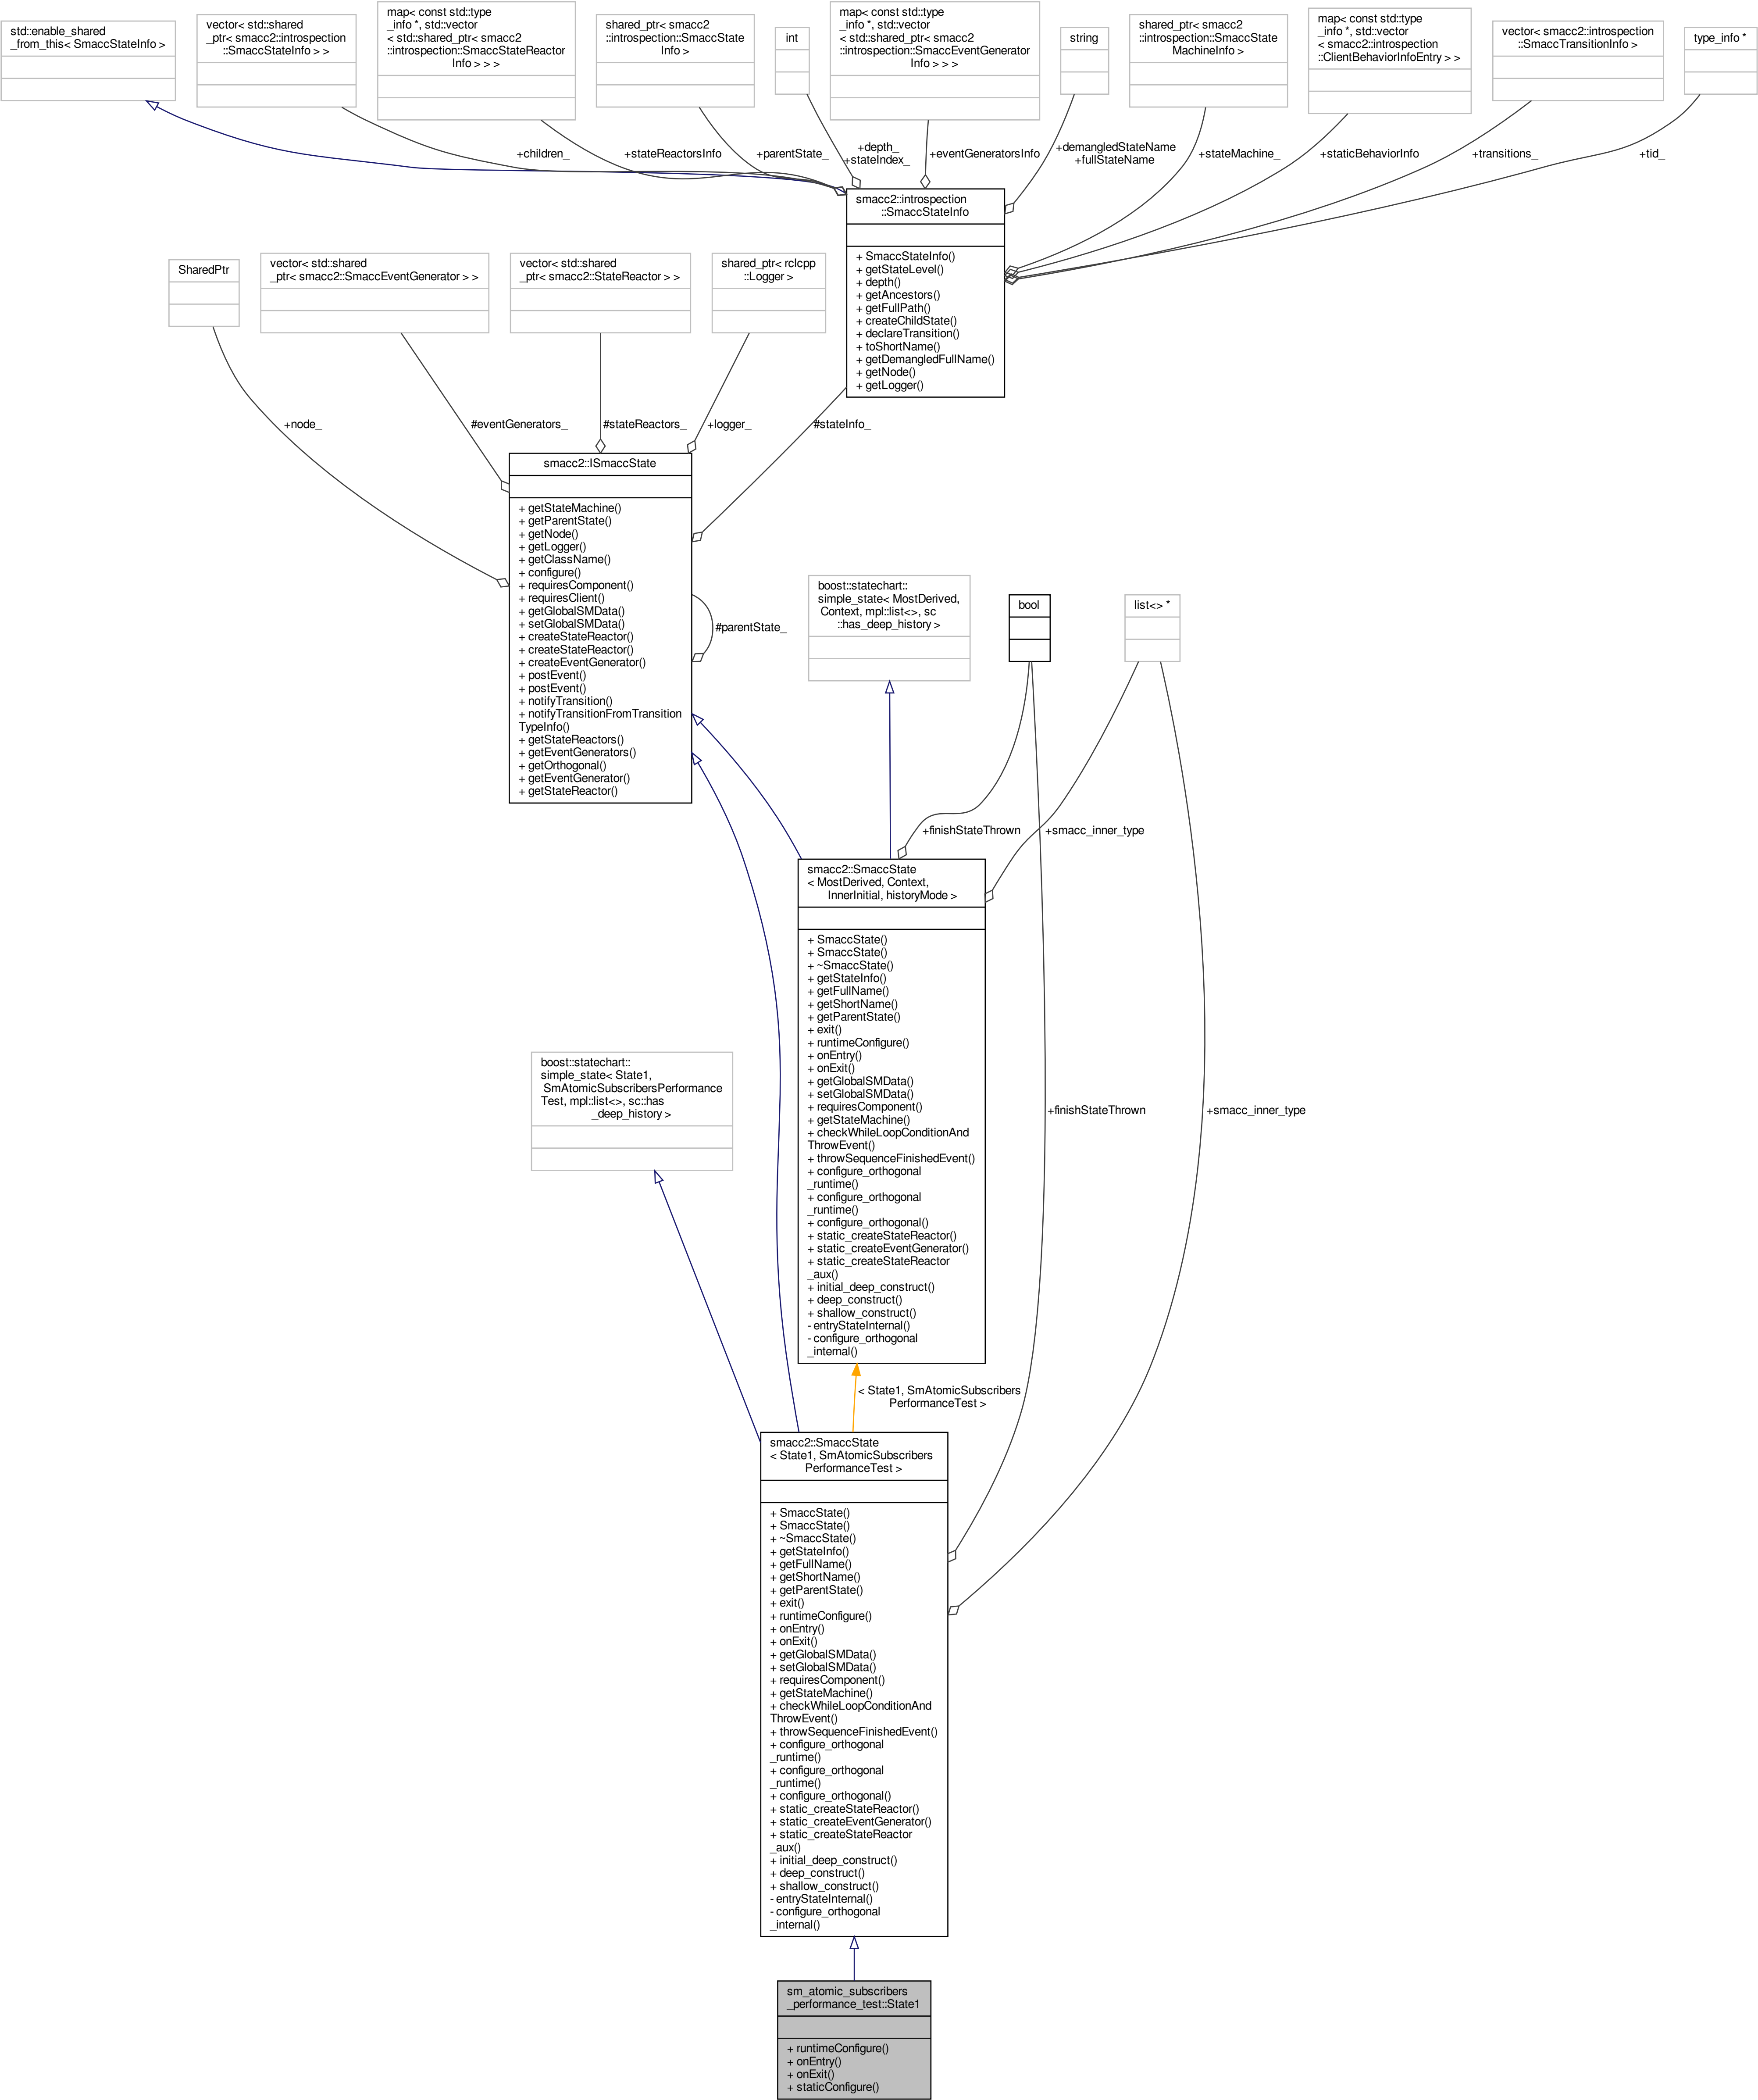 std::enable_shared
_from_this< SmaccStateInfo >
vector< std::shared
_ptr< smacc2::introspection
::SmaccStateInfo > >
map< const std::type
_info *, std::vector
< std::shared_ptr< smacc2
::introspection::SmaccStateReactor
Info > > >
shared_ptr< smacc2
::introspection::SmaccState
Info >
int
map< const std::type
_info *, std::vector
< std::shared_ptr< smacc2
::introspection::SmaccEventGenerator
Info > > >
string
shared_ptr< smacc2
::introspection::SmaccState
MachineInfo >
map< const std::type
_info *, std::vector
< smacc2::introspection
::ClientBehaviorInfoEntry > >
vector< smacc2::introspection
::SmaccTransitionInfo >
type_info *
+children_
+stateReactorsInfo
+parentState_
+depth_
+stateIndex_
+eventGeneratorsInfo
+demangledStateName
+fullStateName
+stateMachine_
+staticBehaviorInfo
+transitions_
+tid_
smacc2::introspection
::SmaccStateInfo
+ SmaccStateInfo()
+ getStateLevel()
+ depth()
+ getAncestors()
+ getFullPath()
+ createChildState()
+ declareTransition()
+ toShortName()
+ getDemangledFullName()
+ getNode()
+ getLogger()
SharedPtr
vector< std::shared
_ptr< smacc2::SmaccEventGenerator > >
vector< std::shared
_ptr< smacc2::StateReactor > >
shared_ptr< rclcpp
::Logger >
+node_
#eventGenerators_
#stateReactors_
+logger_
#stateInfo_
smacc2::ISmaccState
+ getStateMachine()
+ getParentState()
+ getNode()
+ getLogger()
+ getClassName()
+ configure()
+ requiresComponent()
+ requiresClient()
+ getGlobalSMData()
+ setGlobalSMData()
+ createStateReactor()
+ createStateReactor()
+ createEventGenerator()
+ postEvent()
+ postEvent()
+ notifyTransition()
+ notifyTransitionFromTransition
TypeInfo()
+ getStateReactors()
+ getEventGenerators()
+ getOrthogonal()
+ getEventGenerator()
+ getStateReactor()
#parentState_
boost::statechart::
simple_state< MostDerived,
Context, mpl::list<>, sc
::has_deep_history >
bool
list<> *
+finishStateThrown
+smacc_inner_type
smacc2::SmaccState
< MostDerived, Context,
InnerInitial, historyMode >
+ SmaccState()
+ SmaccState()
+ ~SmaccState()
+ getStateInfo()
+ getFullName()
+ getShortName()
+ getParentState()
+ exit()
+ runtimeConfigure()
+ onEntry()
+ onExit()
+ getGlobalSMData()
+ setGlobalSMData()
+ requiresComponent()
+ getStateMachine()
+ checkWhileLoopConditionAnd
ThrowEvent()
+ throwSequenceFinishedEvent()
+ configure_orthogonal
_runtime()
+ configure_orthogonal
_runtime()
+ configure_orthogonal()
+ static_createStateReactor()
+ static_createEventGenerator()
+ static_createStateReactor
_aux()
+ initial_deep_construct()
+ deep_construct()
+ shallow_construct()
- entryStateInternal()
- configure_orthogonal
_internal()
boost::statechart::
simple_state< State1,
SmAtomicSubscribersPerformance
Test, mpl::list<>, sc::has
_deep_history >
+finishStateThrown
+smacc_inner_type
< State1, SmAtomicSubscribers
PerformanceTest >
smacc2::SmaccState
< State1, SmAtomicSubscribers
PerformanceTest >
+ SmaccState()
+ SmaccState()
+ ~SmaccState()
+ getStateInfo()
+ getFullName()
+ getShortName()
+ getParentState()
+ exit()
+ runtimeConfigure()
+ onEntry()
+ onExit()
+ getGlobalSMData()
+ setGlobalSMData()
+ requiresComponent()
+ getStateMachine()
+ checkWhileLoopConditionAnd
ThrowEvent()
+ throwSequenceFinishedEvent()
+ configure_orthogonal
_runtime()
+ configure_orthogonal
_runtime()
+ configure_orthogonal()
+ static_createStateReactor()
+ static_createEventGenerator()
+ static_createStateReactor
_aux()
+ initial_deep_construct()
+ deep_construct()
+ shallow_construct()
- entryStateInternal()
- configure_orthogonal
_internal()
sm_atomic_subscribers
_performance_test::State1
+ runtimeConfigure()
+ onEntry()
+ onExit()
+ staticConfigure()